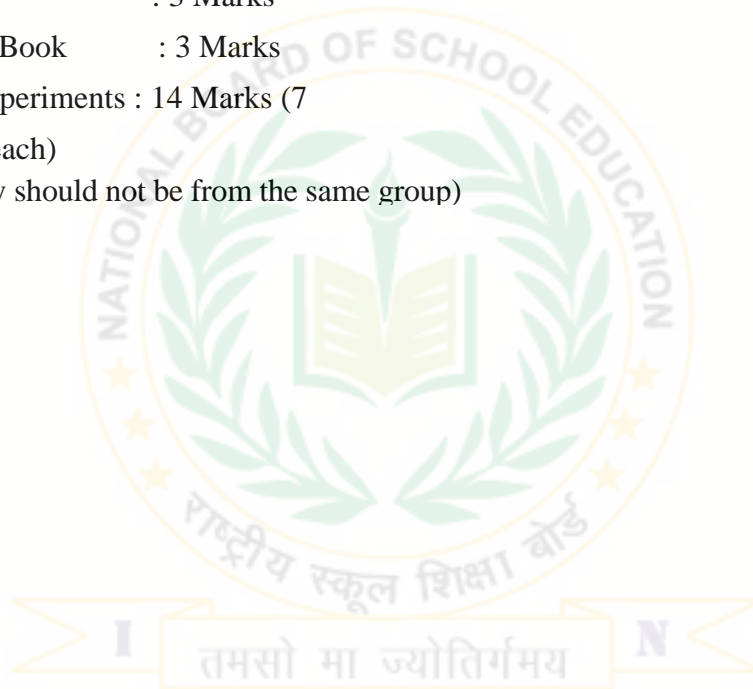 : 3 Marks
Book : 3 Marks
periments : 14 Marks (7
each)
y should not be from the same group)
NATIONAL BOARD OF SCHOOL EDUCATION
राष्ट्रीय स्कूल शिक्षा बोर्ड
I N
तमसो मा ज्योतिर्गमय